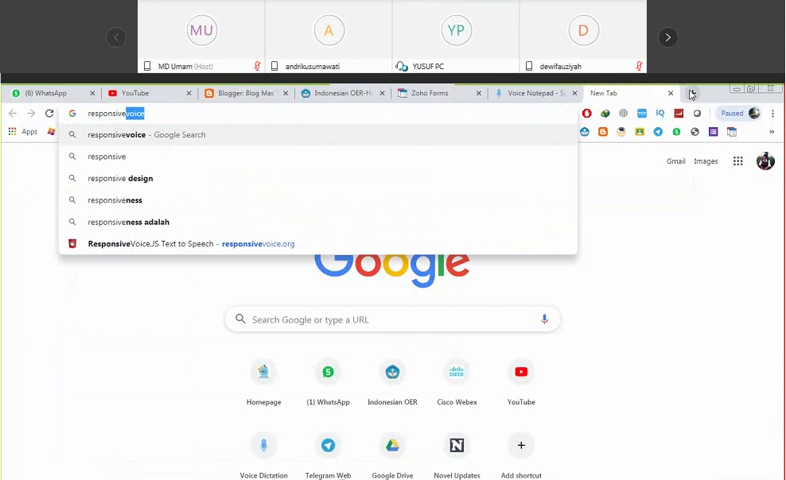 MU
A
YP
D
MD Umam (Host)
andrikusumawati
YUSUF PC
dewifauziyah
(6) WhatsApp
YouTube
Blogger: Blog Mas
Indonesian OER-H
Zoho Forms
Voice Notepad - S
New Tab
responsivevoice
IQ
Paused
Apps
responsivevoice - Google Search
responsive
responsive design
responsiveness
responsiveness adalah
ResponsiveVoice.JS Text to Speech - responsivevoice.org
Gmail
Images
Google
Search Google or type a URL
Homepage
(1) WhatsApp
Indonesian OER
Cisco Webex
YouTube
Voice Dictation
Telegram Web
Google Drive
Novel Updates
Add shortcut